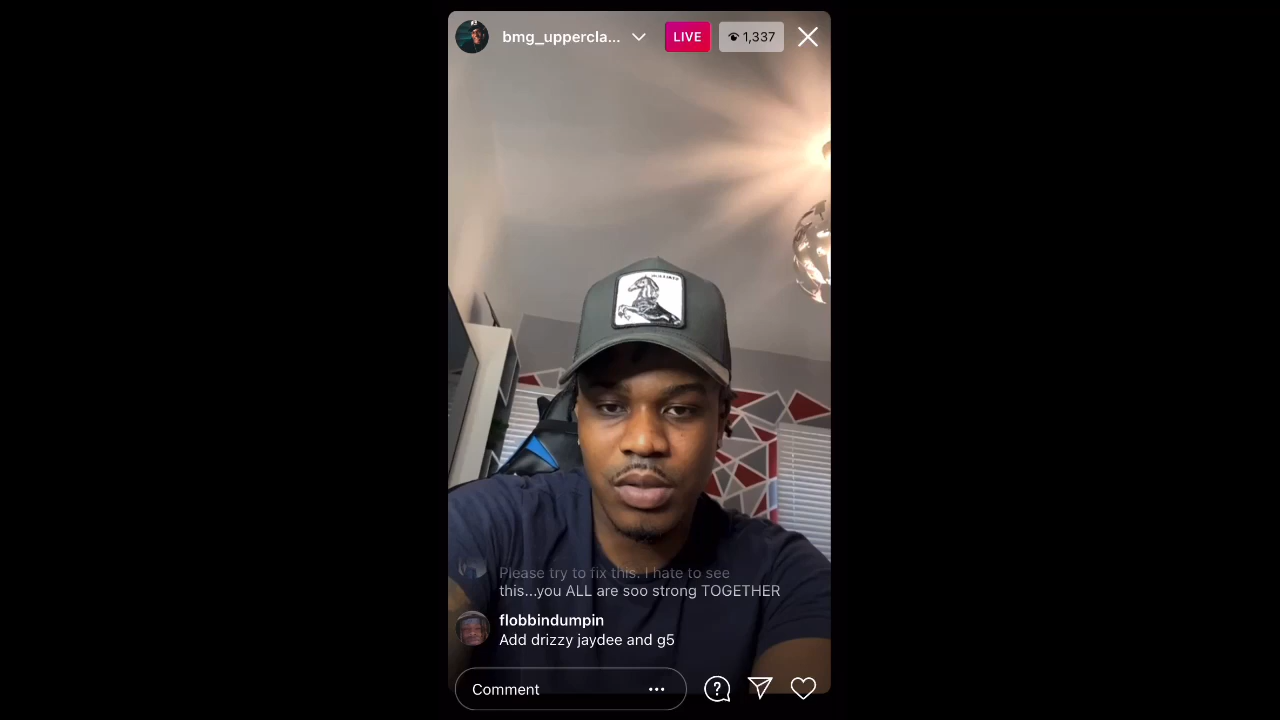 bmg_uppercla...
LIVE
1,337
Please try to fix this. I hate to see
this...you ALL are soo strong TOGETHER
flobbindumpin
Add drizzy jaydee and g5
Comment